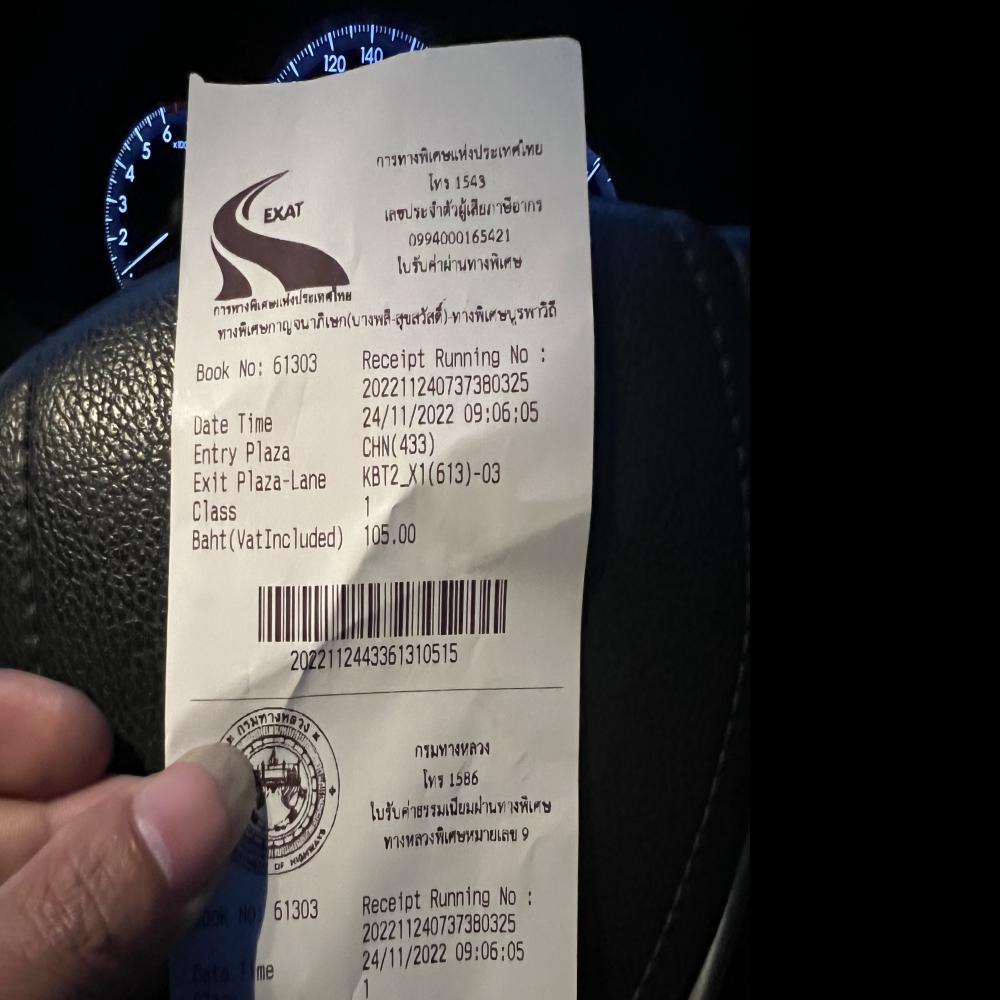 120 140
6
5
4
3
2
EXAT
การทางพิเศษแห่งประเทศไทย
การทางพิเศษแห่งประเทศไทย
โทร 1543
เลขประจำตัวผู้เสียภาษีอากร
0994000165421
ใบรับค่าผ่านทางพิเศษ
ทางพิเศษกาญจนาภิเษก(บางพลี-สุขสวัสดิ์)-ทางพิเศษบูรพาวิถี
Book No: 61303 Receipt Running No :
202211240737380325
Date Time 24/11/2022 09:06:05
Entry Plaza CHN(433)
Exit Plaza-Lane KBT2_X1(613)-03
Class 1
Baht(VatIncluded) 105.00
2022112443361310515
กรมทางหลวง
OF HIGHWAYS
กรมทางหลวง
โทร 1586
ใบรับค่าธรรมเนียมผ่านทางพิเศษ
ทางหลวงพิเศษหมายเลข 9
Book No: 61303 Receipt Running No :
202211240737380325
Date Time 24/11/2022 09:06:05
Class 1